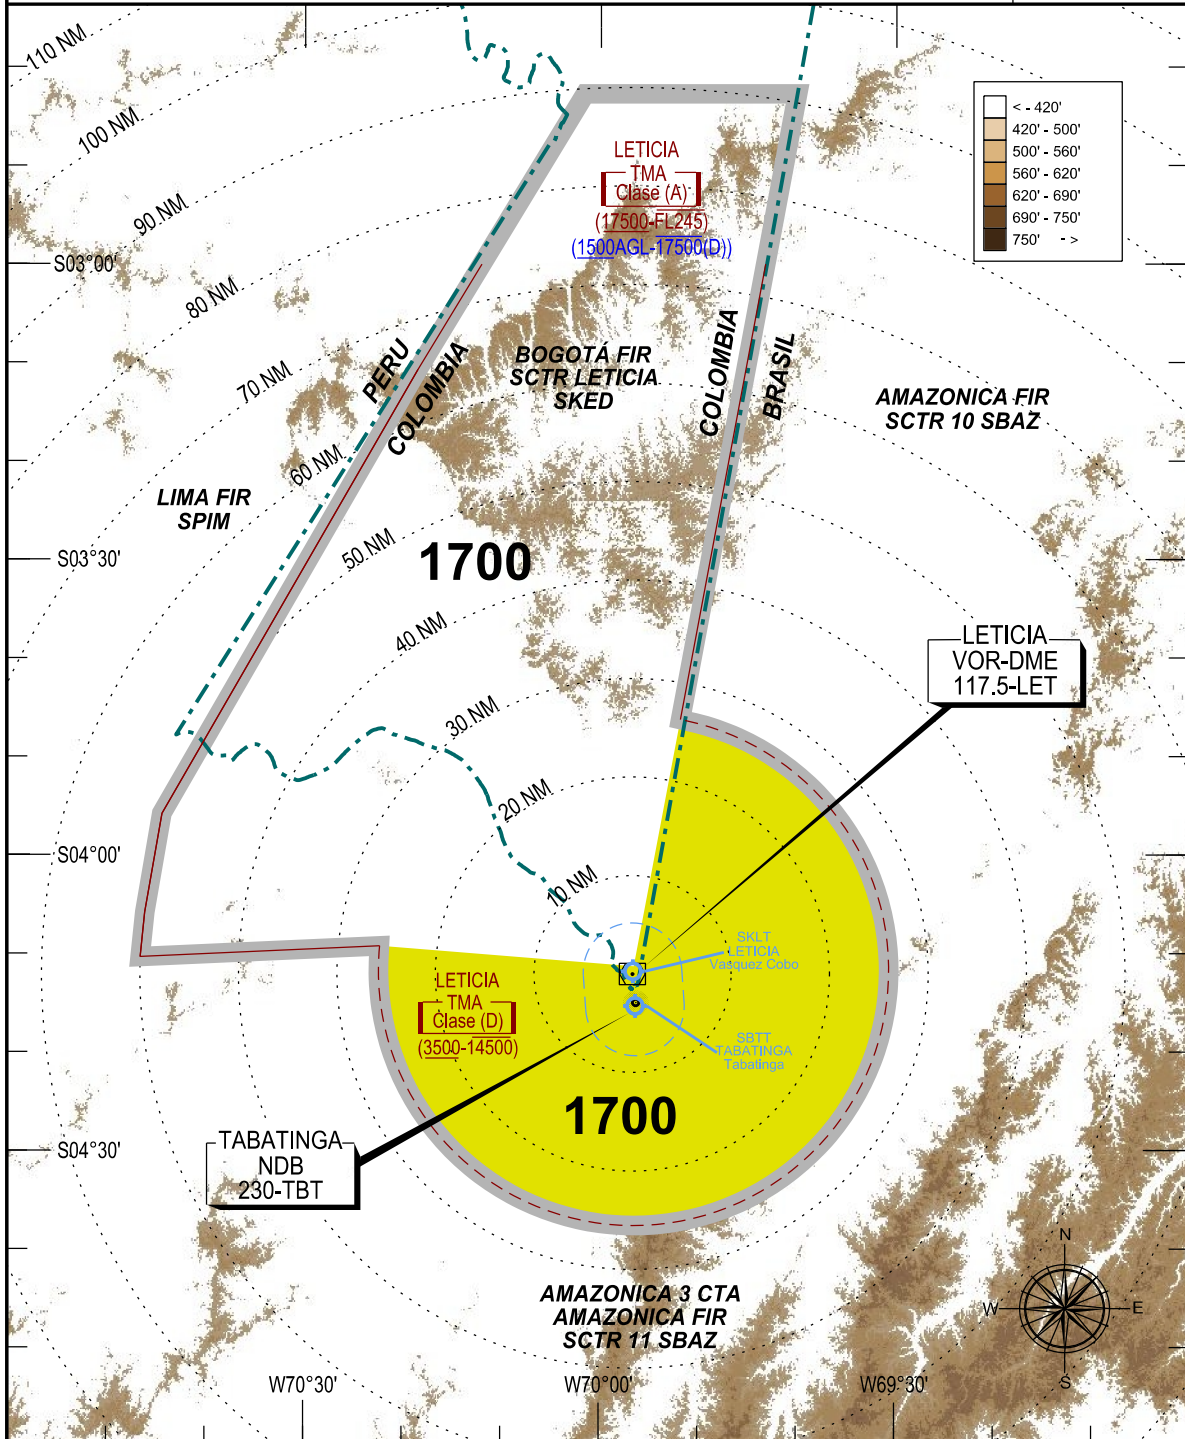 110 NM
100 NM
90 NM
80 NM
70 NM
60 NM
50 NM
40 NM
30 NM
20 NM
10 NM
< - 420'
420' - 500'
500' - 560'
560' - 620'
620' - 690'
690' - 750'
750' - >
LETICIA
TMA
Clase (A)
(17500-FL245)
(1500AGL-17500(D))
S03°00'
PERU
COLOMBIA
BOGOTÁ FIR
SCTR LETICIA
SKED
COLOMBIA
BRASIL
AMAZONICA FIR
SCTR 10 SBAZ
LIMA FIR
SPIM
S03°30'
1700
LETICIA
VOR-DME
117.5-LET
S04°00'
SKLT
LETICIA
Vasquez Cobo
LETICIA
TMA
Clase (D)
(3500-14500)
SBTT
TABATINGA
Tabatinga
1700
S04°30'
TABATINGA
NDB
230-TBT
AMAZONICA 3 CTA
AMAZONICA FIR
SCTR 11 SBAZ
N
W
E
S
W70°30'
W70°00'
W69°30'